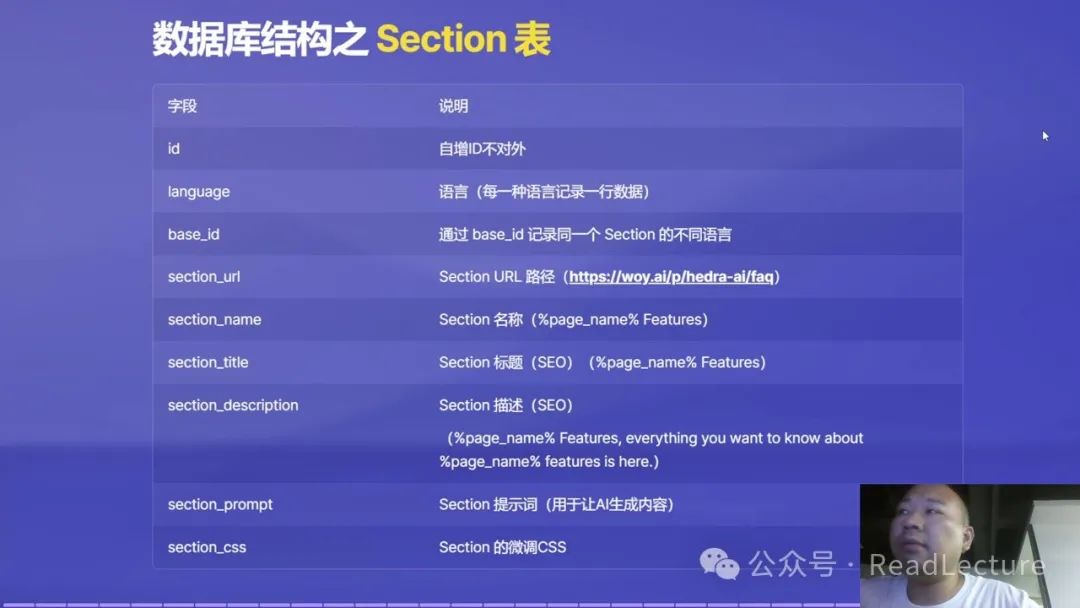 数据库结构之 Section 表
字段 说明
id 自增ID不对外
language 语言（每一种语言记录一行数据）
base_id 通过 base_id 记录同一个 Section 的不同语言
section_url Section URL 路径（https://woy.ai/p/hedra-ai/faq）
section_name Section 名称（%page_name% Features）
section_title Section 标题（SEO）（%page_name% Features）
section_description Section 描述（SEO）
（%page_name% Features, everything you want to know about
%page_name% features is here.）
section_prompt Section 提示词（用于让AI生成内容）
section_css Section 的微调CSS
公众号 · ReadLecture